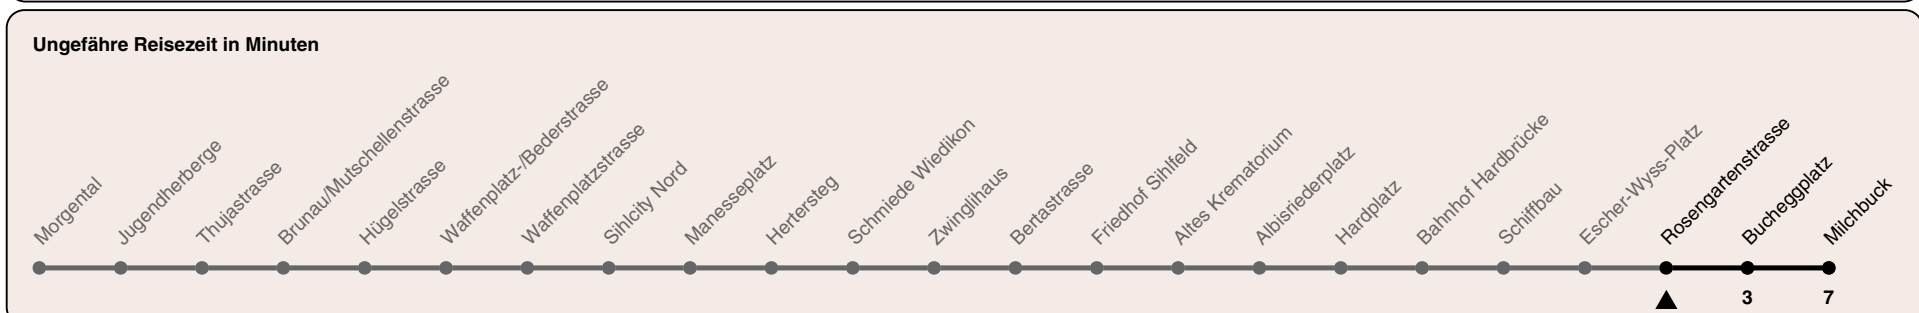 Ungefähre Reisezeit in Minuten
Morgental
Jugendherberge
Thujastrasse
Brunau/Mutschellenstrasse
Hügelstrasse
Waffenplatz-/Bederstrasse
Waffenplatzstrasse
Sihlcity Nord
Manesseplatz
Hertersteg
Schmiede Wiedikon
Zwinglihaus
Bertastrasse
Friedhof Sihlfeld
Altes Krematorium
Albisriederplatz
Hardplatz
Bahnhof Hardbrücke
Schiffbau
Escher-Wyss-Platz
Rosengartenstrasse
Bucheggplatz
Milchbuck
3 7